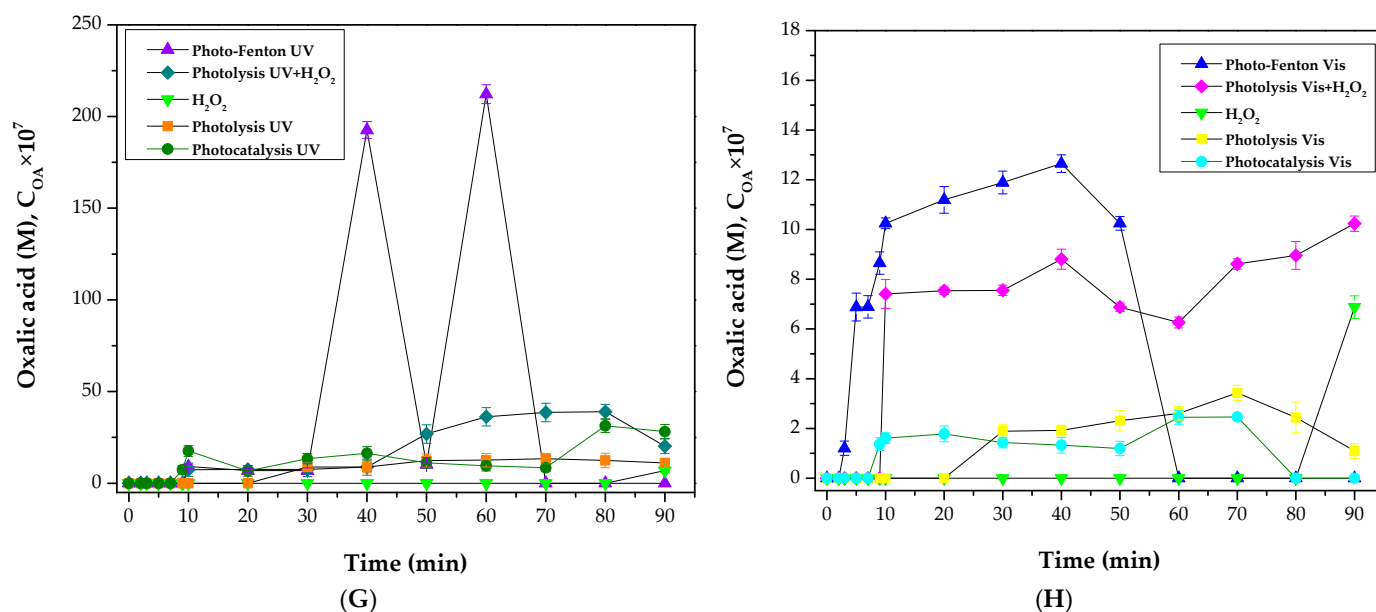 Oxalic acid (M), C_OA×10^7
250
200
150
100
50
0
Photo-Fenton UV
Photolysis UV+H₂O₂
H₂O₂
Photolysis UV
Photocatalysis UV
0 10 20 30 40 50 60 70 80 90
Time (min)
(G)
Oxalic acid (M), C_OA×10^7
18
16
14
12
10
8
6
4
2
0
Photo-Fenton Vis
Photolysis Vis+H₂O₂
H₂O₂
Photolysis Vis
Photocatalysis Vis
0 10 20 30 40 50 60 70 80 90
Time (min)
(H)